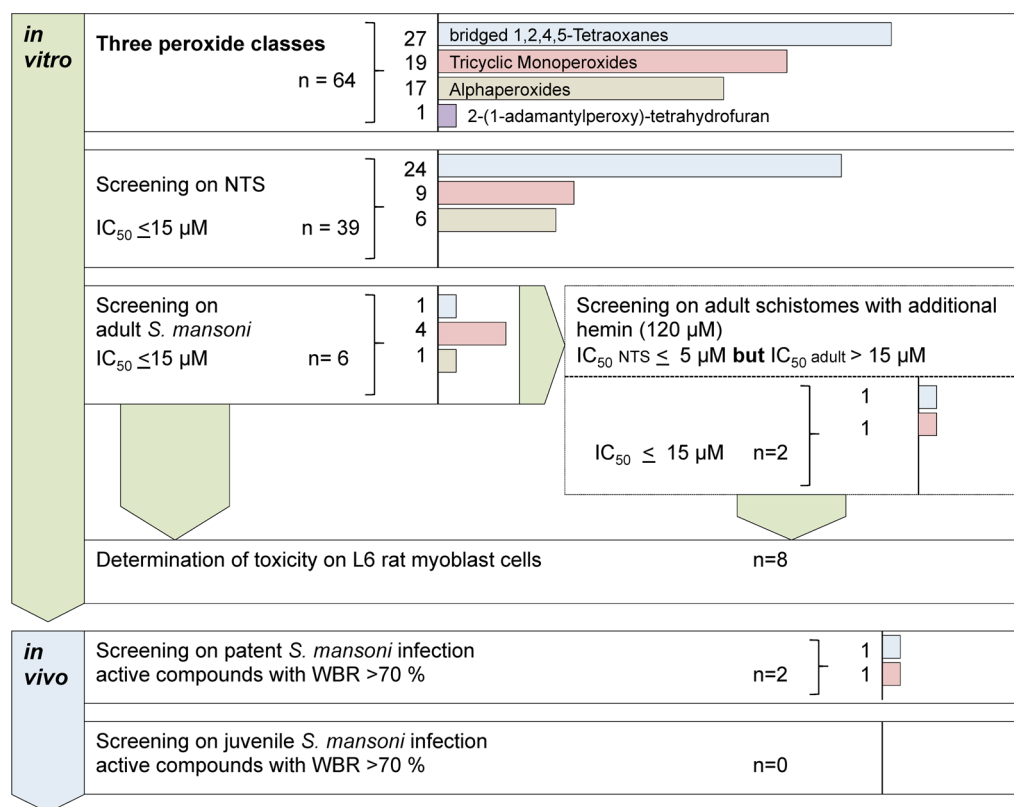 in
vitro
Three peroxide classes
n = 64
27 bridged 1,2,4,5-Tetraoxanes
19 Tricyclic Monoperoxides
17 Alphaperoxides
1 2-(1-adamantylperoxy)-tetrahydrofuran
Screening on NTS
IC50 ≤15 µM n = 39
24
9
6
Screening on
adult S. mansoni
IC50 ≤15 µM n= 6
1
4
1
Screening on adult schistomes with additional
hemin (120 µM)
IC50 NTS ≤ 5 µM but IC50 adult > 15 µM
1
1
IC50 ≤ 15 µM n=2
Determination of toxicity on L6 rat myoblast cells n=8
in
vivo
Screening on patent S. mansoni infection
active compounds with WBR >70 % n=2
1
1
Screening on juvenile S. mansoni infection
active compounds with WBR >70 % n=0